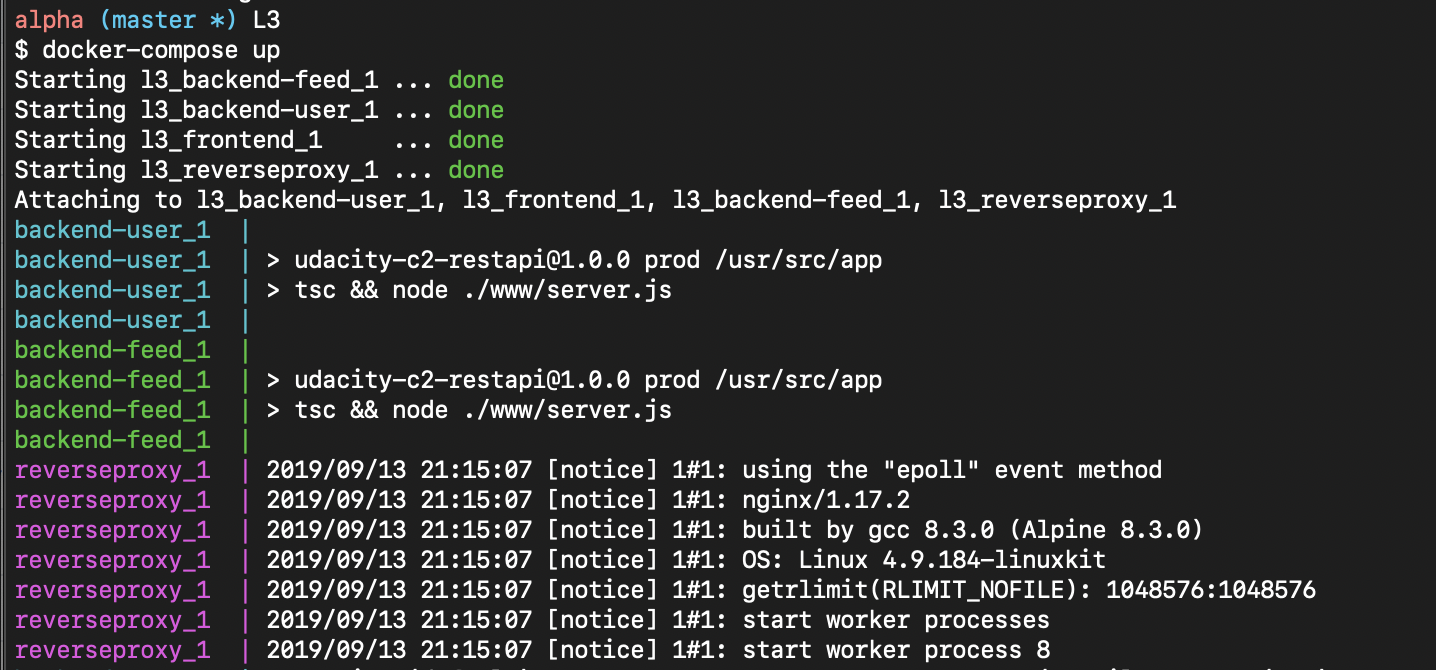 alpha (master *) L3
$ docker-compose up
Starting l3_backend-feed_1 ... done
Starting l3_backend-user_1 ... done
Starting l3_frontend_1     ... done
Starting l3_reverseproxy_1 ... done
Attaching to l3_backend-user_1, l3_frontend_1, l3_backend-feed_1, l3_reverseproxy_1
backend-user_1  |
backend-user_1  | > udacity-c2-restapi@1.0.0 prod /usr/src/app
backend-user_1  | > tsc && node ./www/server.js
backend-user_1  |
backend-feed_1  |
backend-feed_1  | > udacity-c2-restapi@1.0.0 prod /usr/src/app
backend-feed_1  | > tsc && node ./www/server.js
backend-feed_1  |
reverseproxy_1  | 2019/09/13 21:15:07 [notice] 1#1: using the "epoll" event method
reverseproxy_1  | 2019/09/13 21:15:07 [notice] 1#1: nginx/1.17.2
reverseproxy_1  | 2019/09/13 21:15:07 [notice] 1#1: built by gcc 8.3.0 (Alpine 8.3.0)
reverseproxy_1  | 2019/09/13 21:15:07 [notice] 1#1: OS: Linux 4.9.184-linuxkit
reverseproxy_1  | 2019/09/13 21:15:07 [notice] 1#1: getrlimit(RLIMIT_NOFILE): 1048576:1048576
reverseproxy_1  | 2019/09/13 21:15:07 [notice] 1#1: start worker processes
reverseproxy_1  | 2019/09/13 21:15:07 [notice] 1#1: start worker process 8